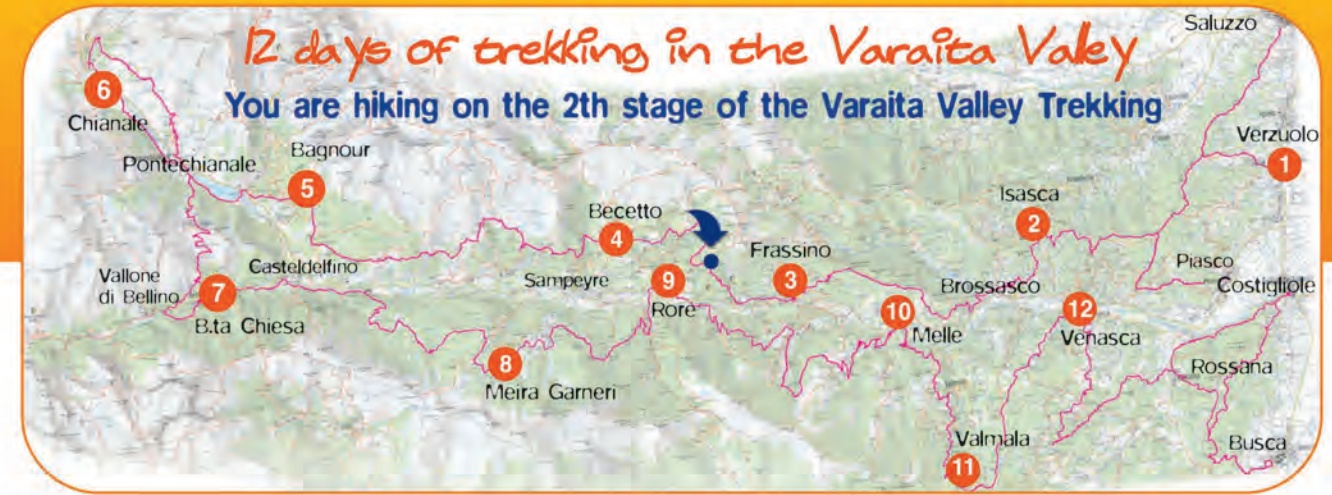 12 days of trekking in the Varaita Valley
You are hiking on the 2th stage of the Varaita Valley Trekking
Saluzzo
6
Chianale
Verzuolo
1
Pontechianale
Bagnour
5
Isasca
2
Becetto
4
Frassino
3
Piasco
Costigliole
Vallone
di Bellino
7
Casteldelfino
Sampeyre
9
Rore
Brossasco
10
Melle
12
Venasca
B.ta Chiesa
8
Meira Garneri
Rossana
Valmala
11
Busca